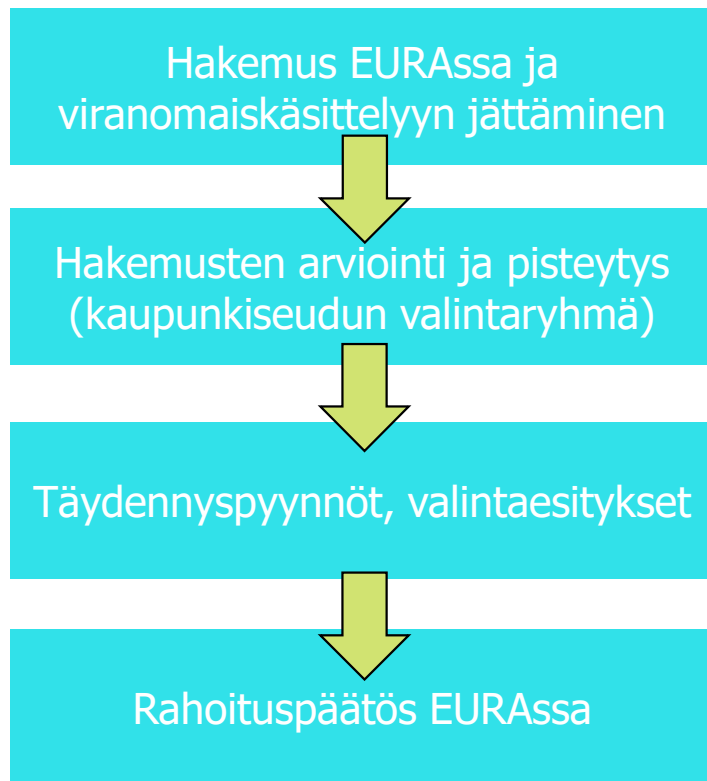 Hakemus EURAssa ja
viranomaiskäsittelyyn jättäminen
Hakemusten arviointi ja pisteytys
(kaupunkiseudun valintaryhmä)
Täydennyspyynnöt, valintaesitykset
Rahoituspäätös EURAssa